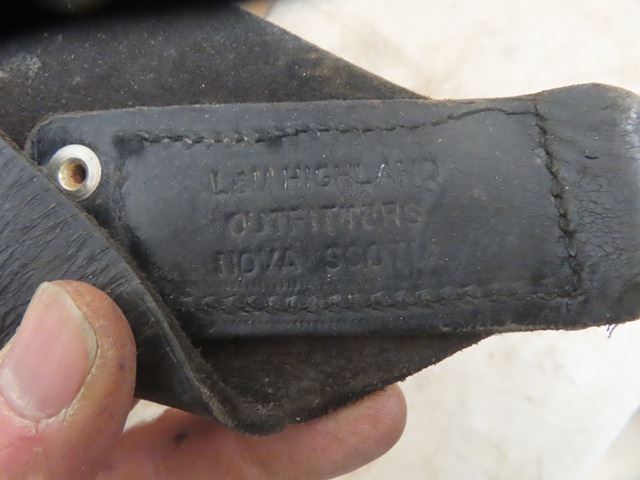 L&M HIGHLAND
OUTFITTERS
NOVA SCOTIA